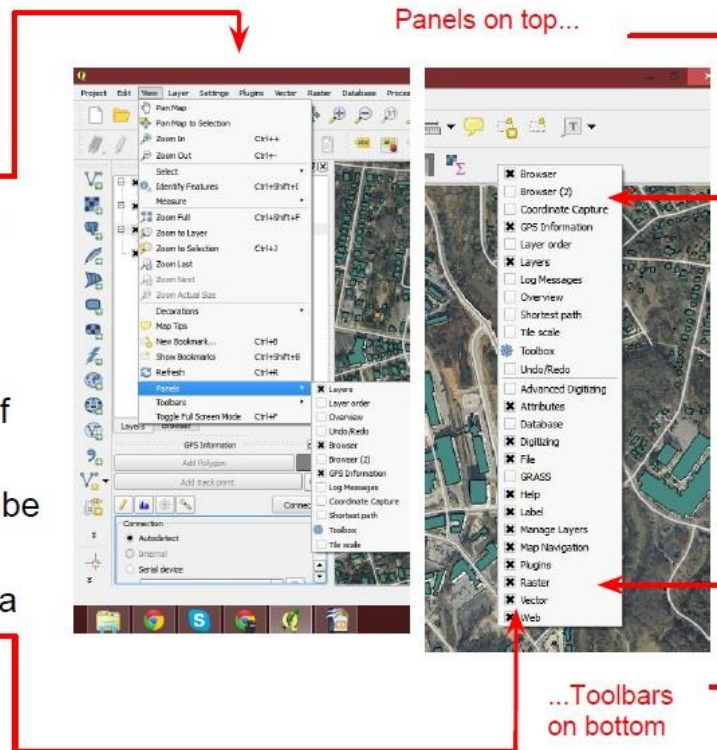 Panels on top...
Project Edit View Layer Settings Plugins Vector Raster Database
Pan Map
Pan Map to Selection
Zoom In Ctrl++
Zoom Out Ctrl+-
Select
Identify Features Ctrl+Shift+I
Measure
Zoom Full Ctrl+Shift+F
Zoom to Layer
Zoom to Selection Ctrl+J
Zoom Last
Zoom Next
Zoom Actual Size
Decorations
Map Tips
New Bookmark... Ctrl+B
Show Bookmarks Ctrl+Shift+B
Refresh Ctrl+R
Panels
Toolbars
Toggle Full Screen Mode Ctrl+F
Layers
Layer order
Overview
Undo/Redo
Browser
Browser (2)
GPS Information
Log Messages
Coordinate Capture
Shortest path
Toolbox
Tile scale
Layers Browser
GPS Information
Add Polygon
Add track point
Connection
Autodetect
Internal
Serial device
Browser
Browser (2)
Coordinate Capture
GPS Information
Layer order
Layers
Log Messages
Overview
Shortest path
Tile scale
Toolbox
Undo/Redo
Advanced Digitizing
Attributes
Database
Digitizing
File
GRASS
Help
Label
Manage Layers
Map Navigation
Plugins
Raster
Vector
Web
f
be
a
...Toolbars
on bottom